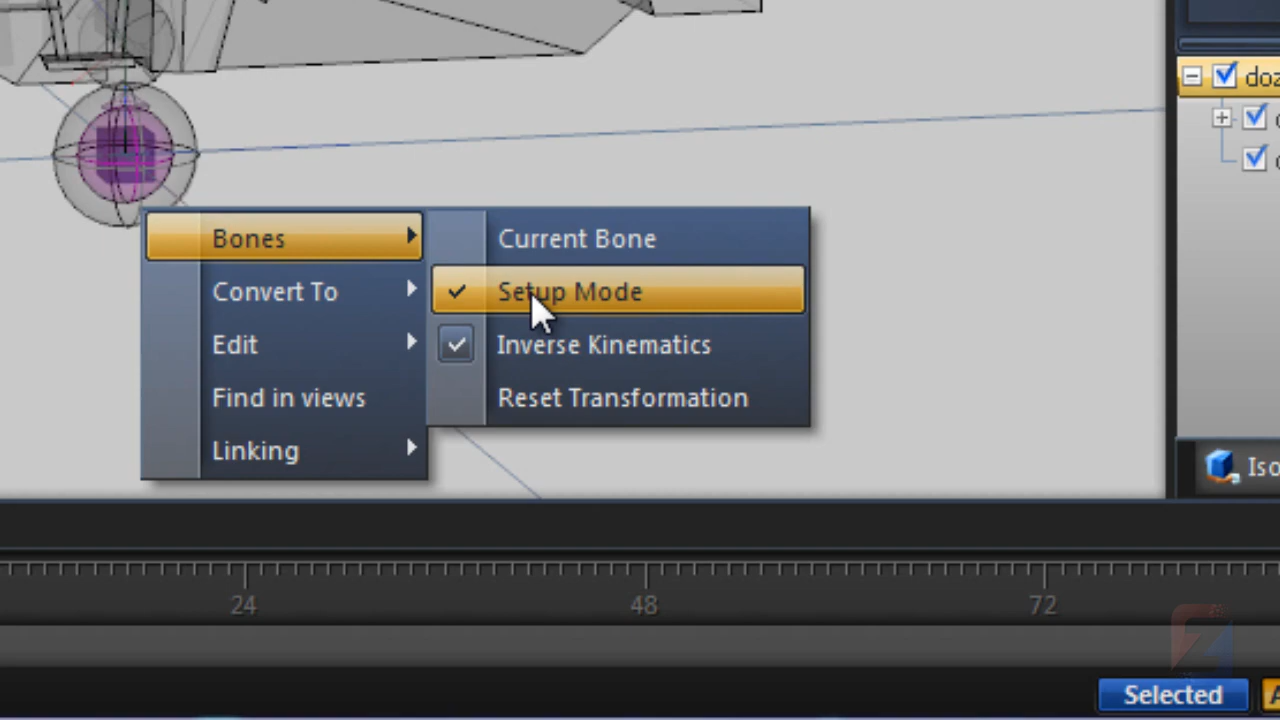 doz
Bones
Current Bone
Convert To
Setup Mode
Edit
Inverse Kinematics
Find in views
Reset Transformation
Linking
Iso
24
48
72
Selected